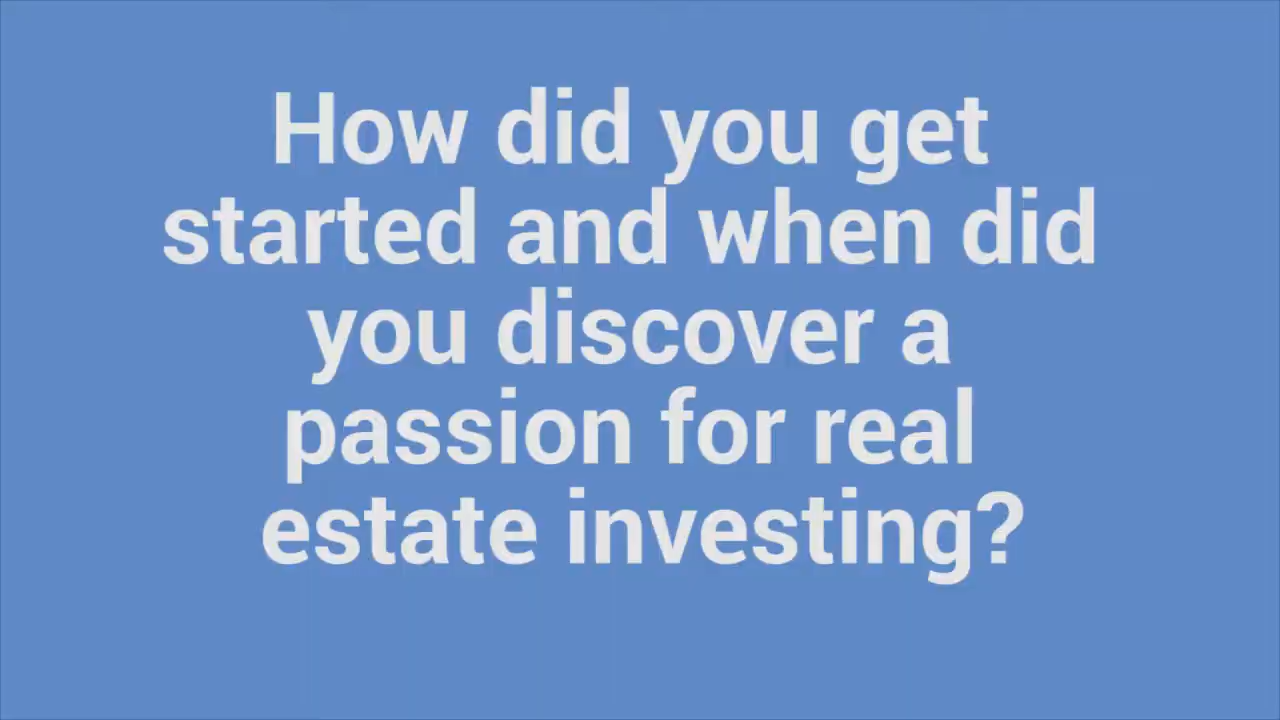 How did you get
started and when did
you discover a
passion for real
estate investing?